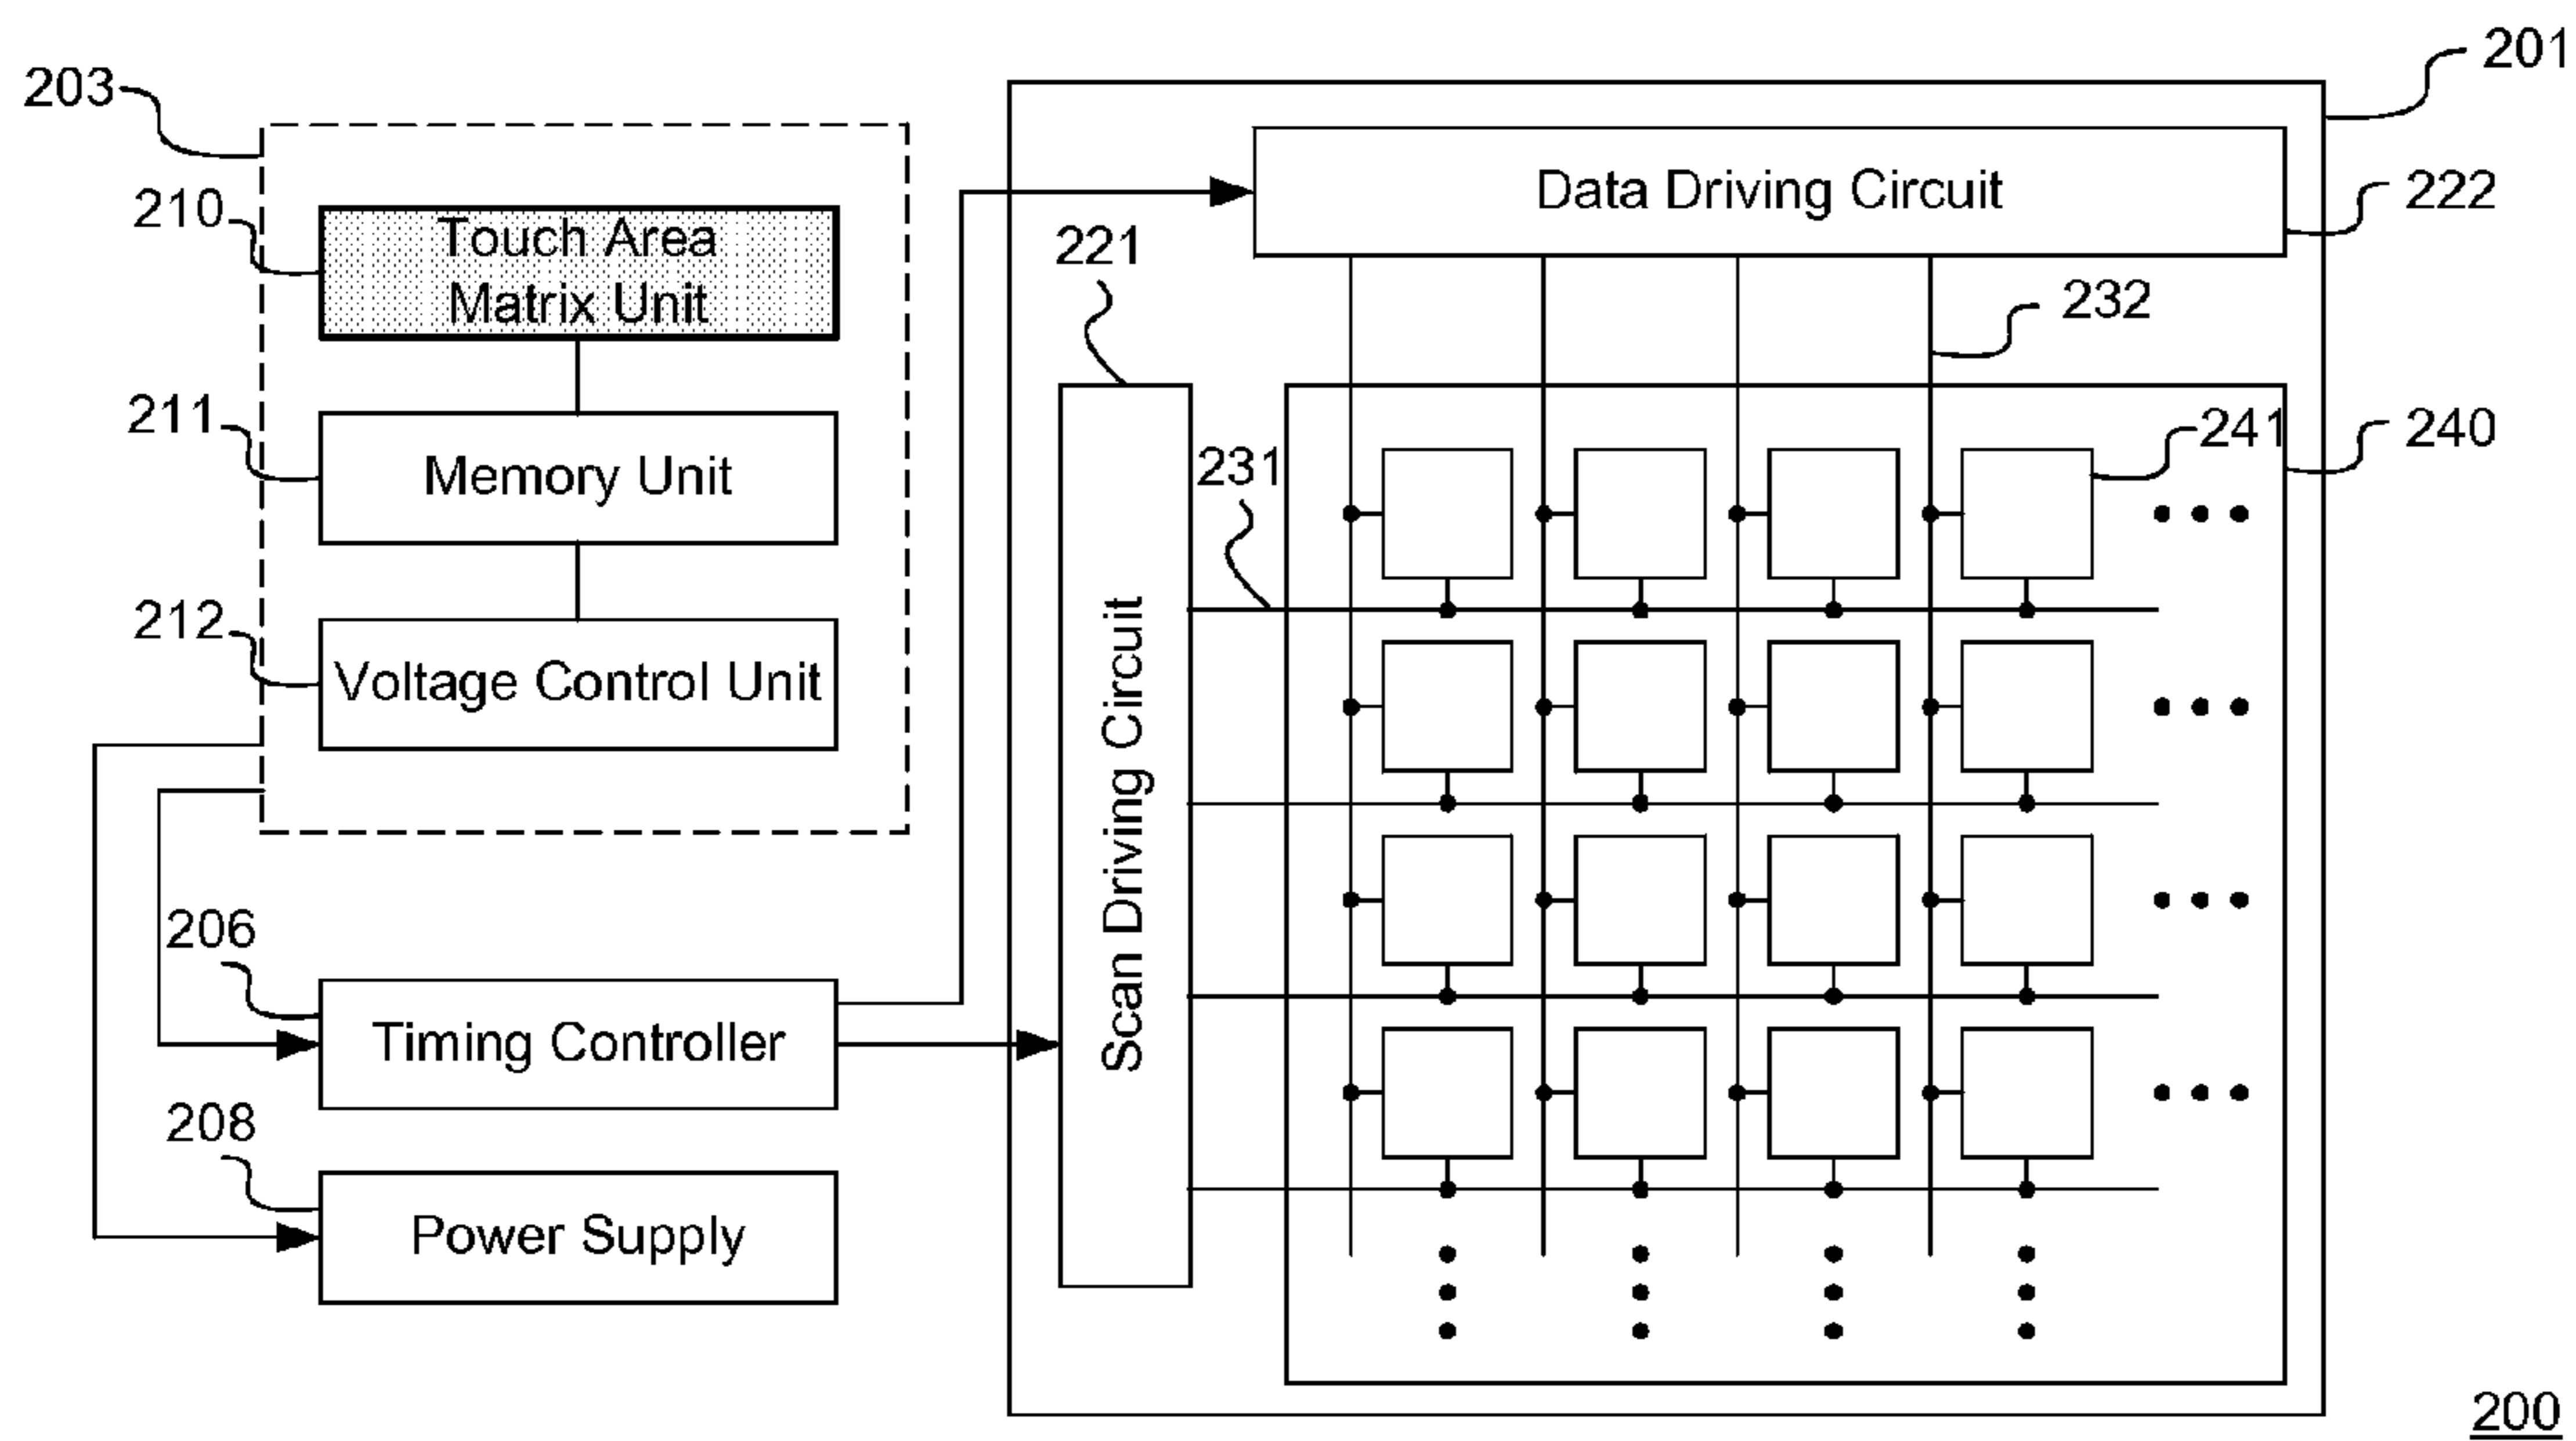 201
203
210
Touch Area
Matrix Unit
Data Driving Circuit
222
221
232
211
Memory Unit
231
241
240
212
Voltage Control Unit
Scan Driving Circuit
206
Timing Controller
208
Power Supply
200